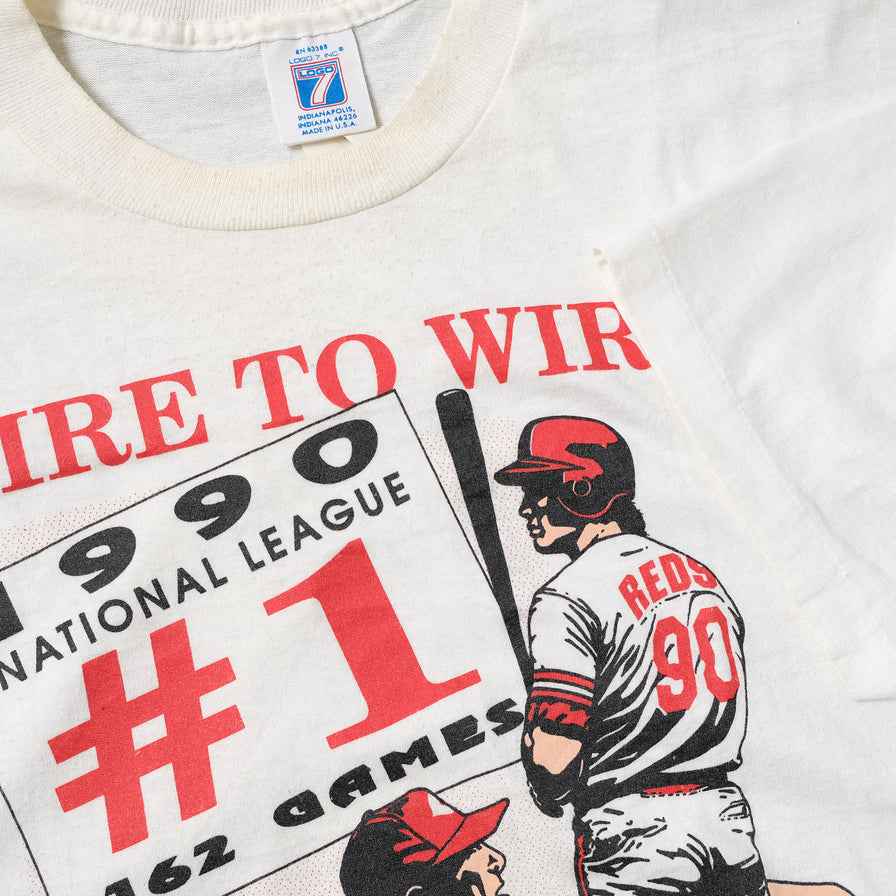 RN 63388
LOGO 7, INC.®
LOGO
7
INDIANAPOLIS,
INDIANA 46226
MADE IN U.S.A.
IRE TO WIR
1990
NATIONAL LEAGUE
#1
162 GAMES
REDS
90